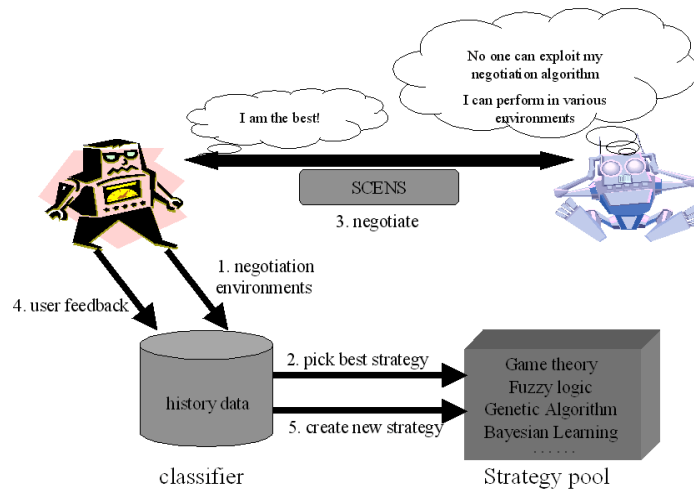 No one can exploit my
negotiation algorithm
I can perform in various
environments
I am the best!
SCENS
3. negotiate
1. negotiation
environments
4. user feedback
2. pick best strategy
history data
5. create new strategy
Game theory
Fuzzy logic
Genetic Algorithm
Bayesian Learning
. . . . . .
classifier
Strategy pool